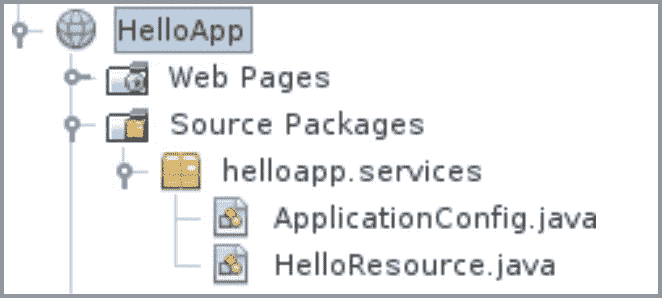 HelloApp
Web Pages
Source Packages
helloapp.services
ApplicationConfig.java
HelloResource.java